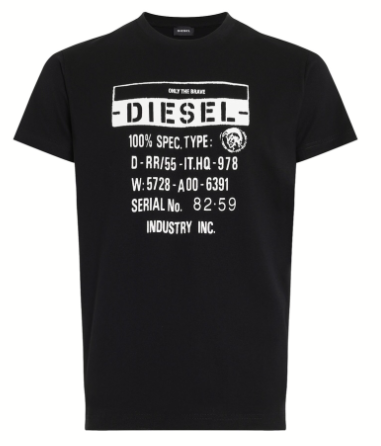 DIESEL
ONLY THE BRAVE
-DIESEL-
100% SPEC. TYPE:
D-RR/55-IT.HQ-978
W:5728-A00-6391
SERIAL No. 82-59
INDUSTRY INC.